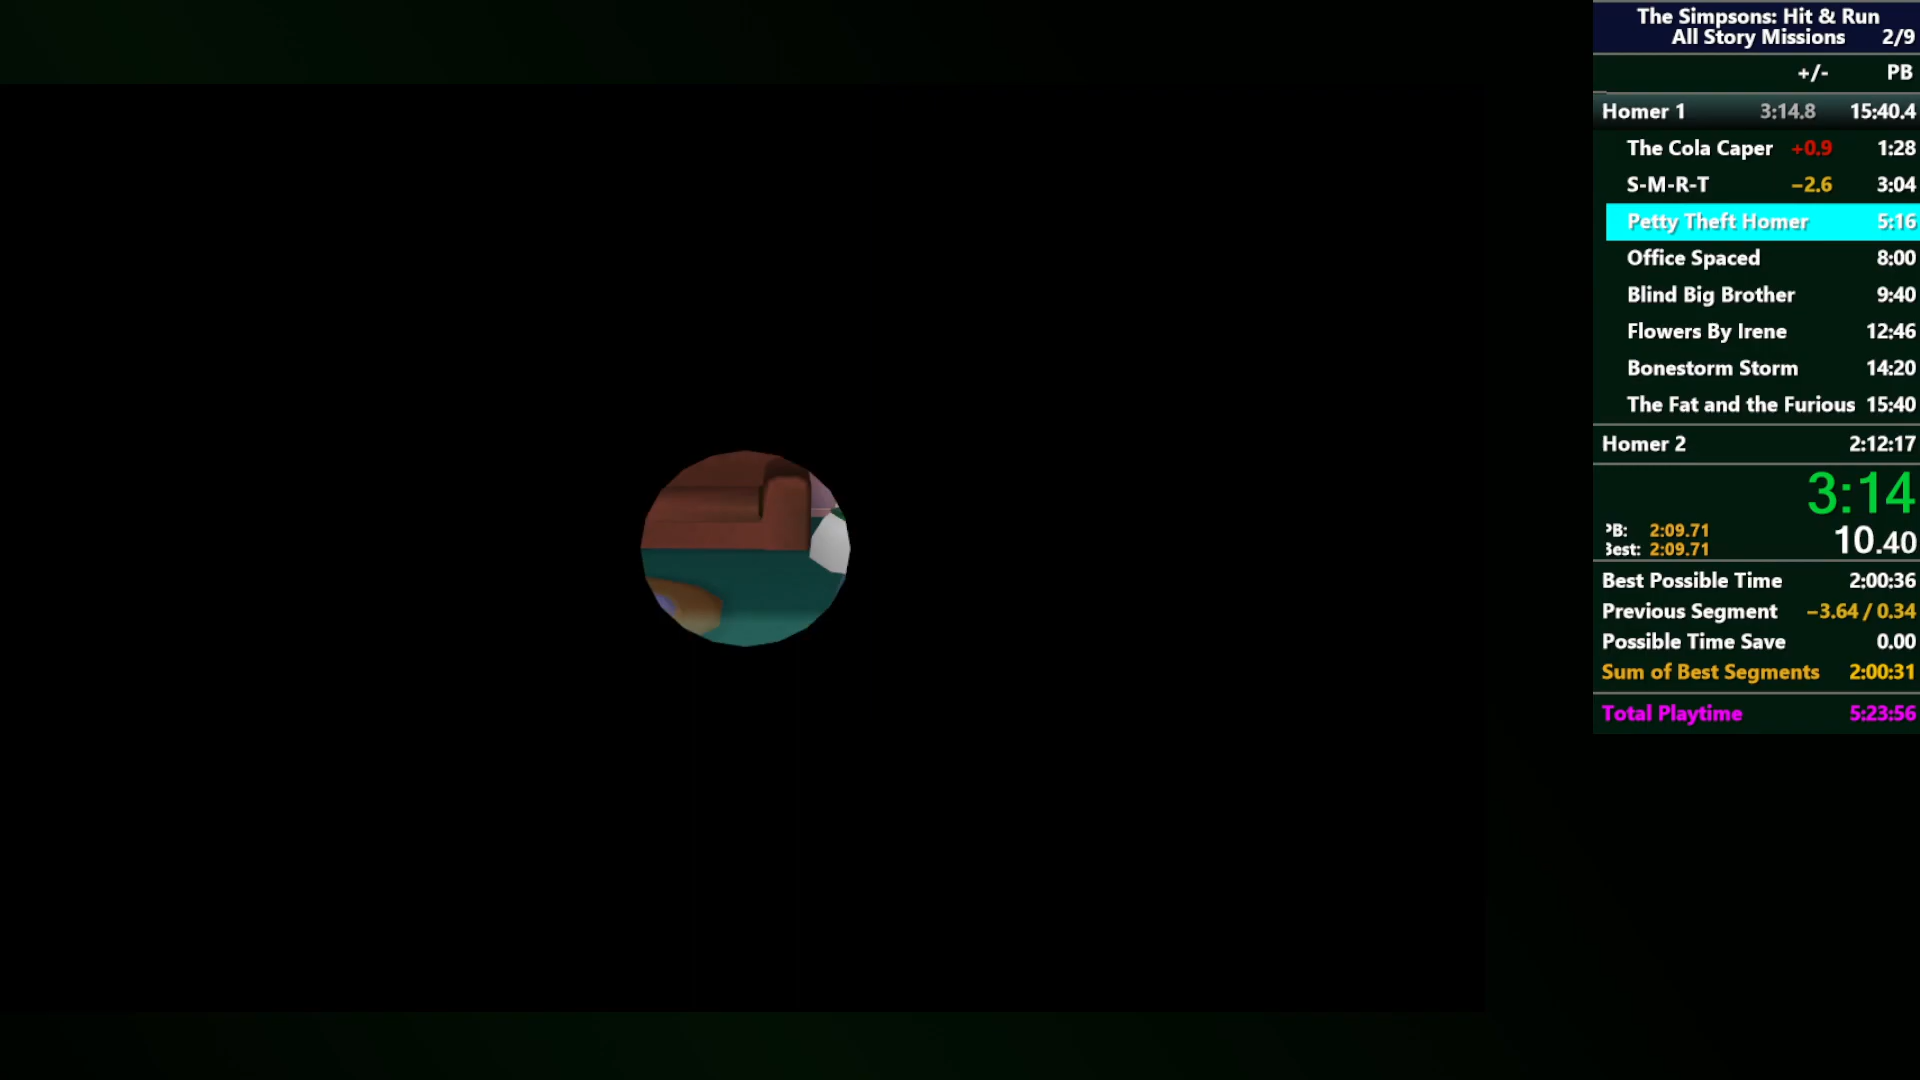 The Simpsons: Hit & Run
All Story Missions 2/9
+/- PB
Homer 1 3:14.8 15:40.4
The Cola Caper +0.9 1:28
S-M-R-T −2.6 3:04
Petty Theft Homer 5:16
Office Spaced 8:00
Blind Big Brother 9:40
Flowers By Irene 12:46
Bonestorm Storm 14:20
The Fat and the Furious 15:40
Homer 2 2:12:17
3:14
PB: 2:09.71
Best: 2:09.71
10.40
Best Possible Time 2:00:36
Previous Segment −3.64 / 0.34
Possible Time Save 0.00
Sum of Best Segments 2:00:31
Total Playtime 5:23:56